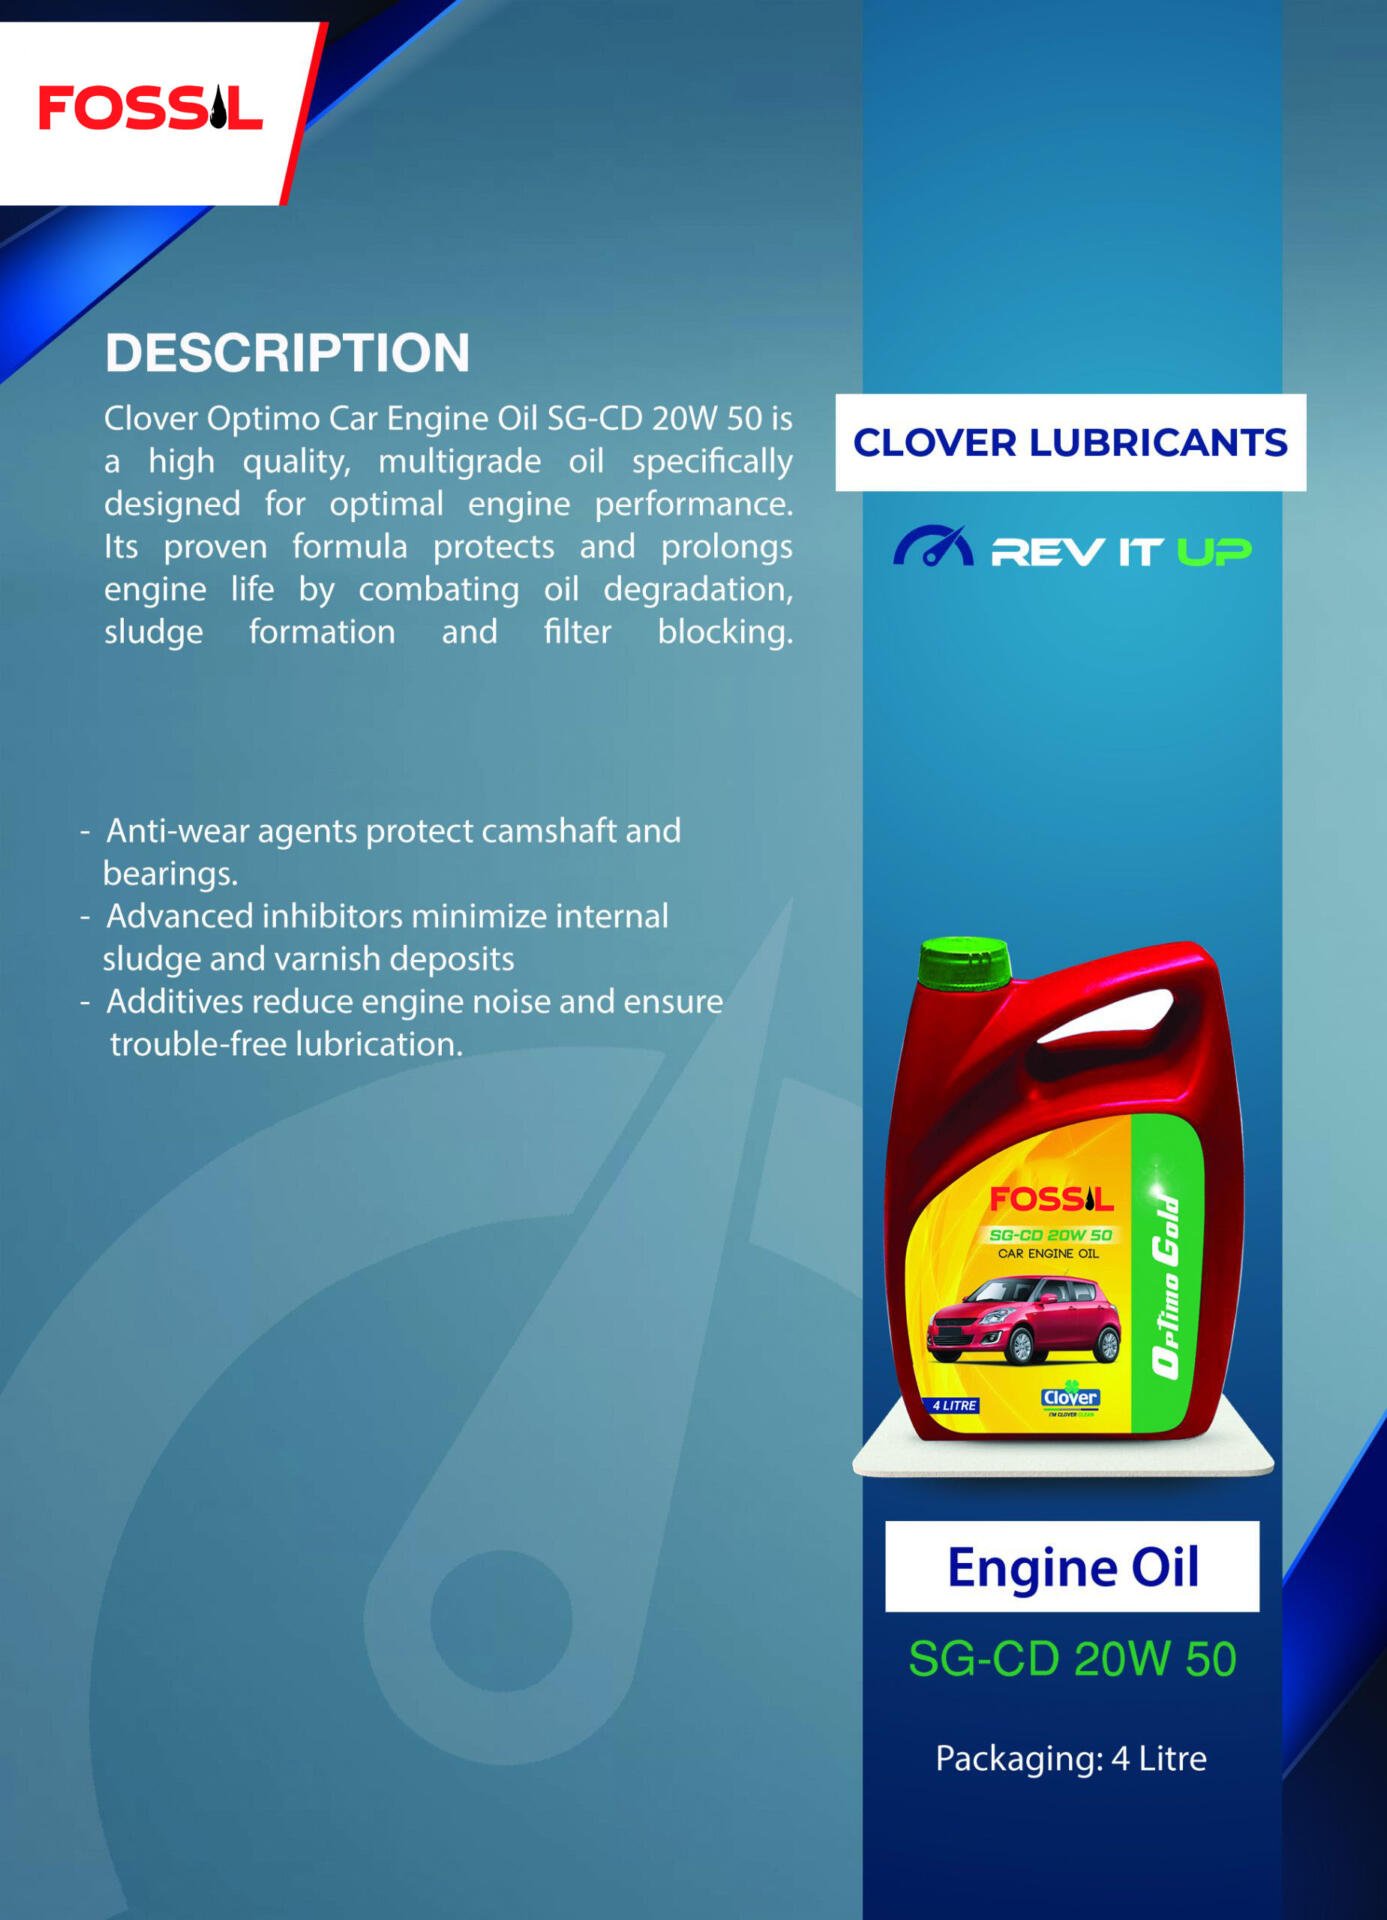 FOSSIL
DESCRIPTION
Clover Optimo Car Engine Oil SG-CD 20W 50 is
a high quality, multigrade oil specifically
designed for optimal engine performance.
Its proven formula protects and prolongs
engine life by combating oil degradation,
sludge formation and filter blocking.
- Anti-wear agents protect camshaft and
bearings.
- Advanced inhibitors minimize internal
sludge and varnish deposits
- Additives reduce engine noise and ensure
trouble-free lubrication.
CLOVER LUBRICANTS
REV IT UP
FOSSIL
SG-CD 20W 50
CAR ENGINE OIL
Optimo Gold
4 LITRE
Clover
I'M CLOVER CLEAN
Engine Oil
SG-CD 20W 50
Packaging: 4 Litre